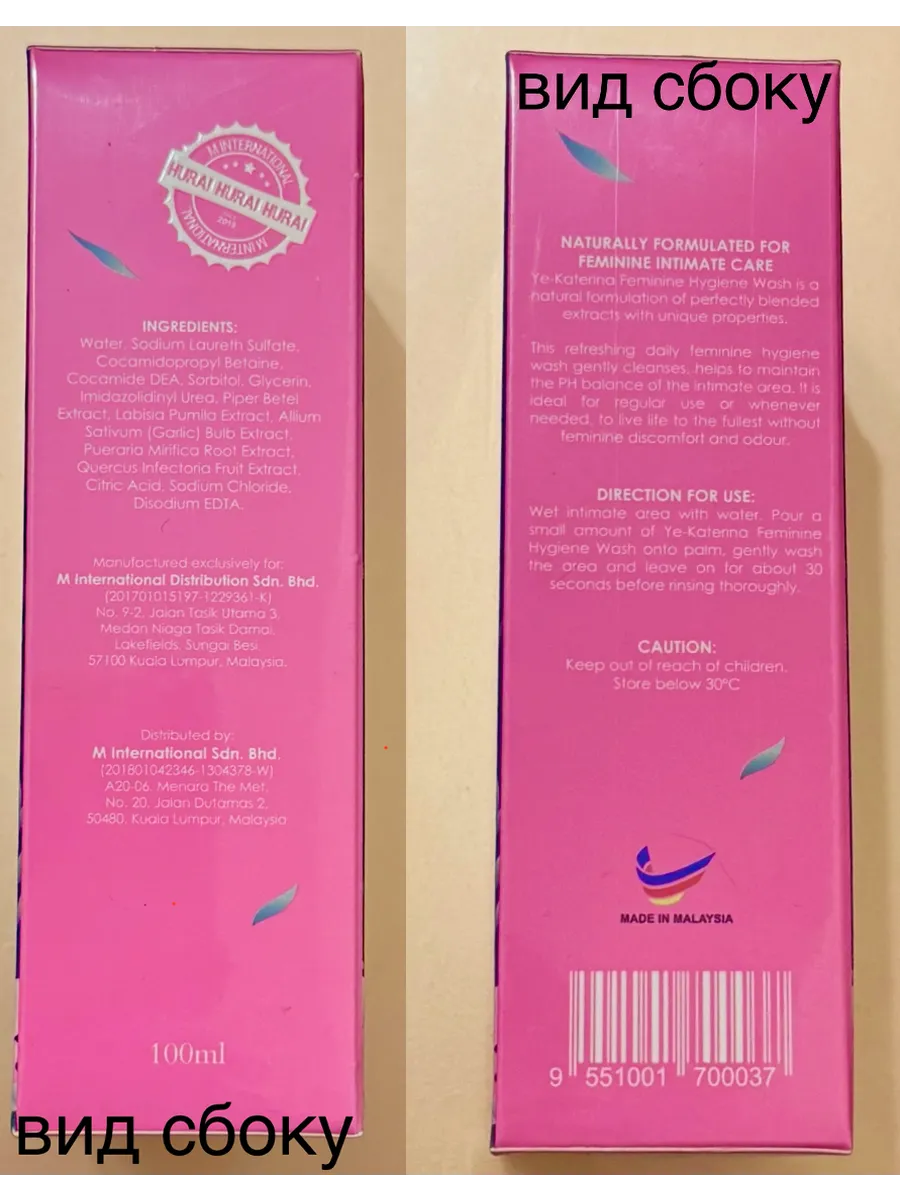 M INTERNATIONAL
HURAI HURAI HURAI
2013
M INTERNATIONAL
INGREDIENTS:
Water, Sodium Laureth Sulfate,
Cocamidopropyl Betaine,
Cocamide DEA, Sorbitol, Glycerin,
Imidazolidinyl Urea, Piper Betel
Extract, Labisia Pumila Extract, Allium
Sativum (Garlic) Bulb Extract,
Pueraria Mirifica Root Extract,
Quercus Infectoria Fruit Extract,
Citric Acid, Sodium Chloride,
Disodium EDTA.
Manufactured exclusively for:
M International Distribution Sdn. Bhd.
(201701015197-1229361-K)
No. 9-2, Jalan Tasik Utama 3,
Medan Niaga Tasik Damai,
Lakefields, Sungai Besi,
57100 Kuala Lumpur, Malaysia.
Distributed by:
M International Sdn. Bhd.
(201801042346-1304378-W)
A20-06, Menara The Met,
No. 20, Jalan Dutamas 2,
50480, Kuala Lumpur, Malaysia
100ml
вид сбоку
вид сбоку
NATURALLY FORMULATED FOR
FEMININE INTIMATE CARE
Ye-Katerina Feminine Hygiene Wash is a
natural formulation of perfectly blended
extracts with unique properties.
This refreshing daily feminine hygiene
wash gently cleanses, helps to maintain
the PH balance of the intimate area. It is
ideal for regular use or whenever
needed, to live life to the fullest without
feminine discomfort and odour.
DIRECTION FOR USE:
Wet intimate area with water. Pour a
small amount of Ye-Katerina Feminine
Hygiene Wash onto palm, gently wash
the area and leave on for about 30
seconds before rinsing thoroughly.
CAUTION:
Keep out of reach of children.
Store below 30°C
MADE IN MALAYSIA
9 551001 700037